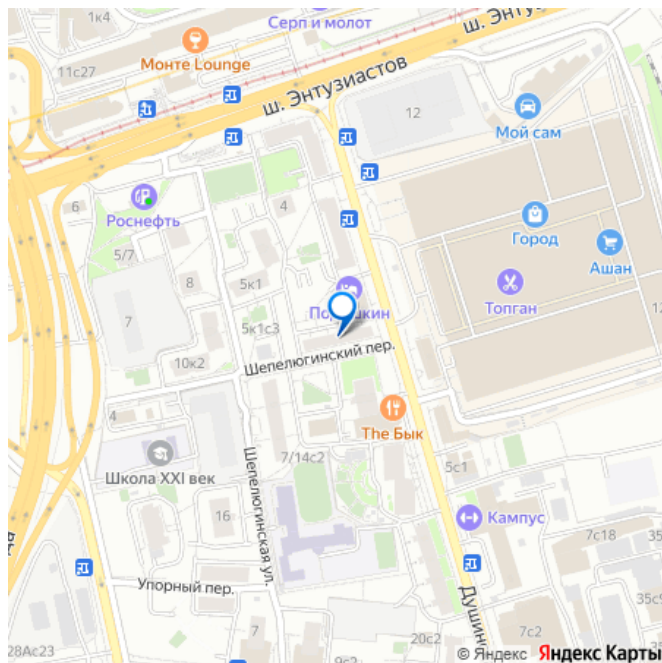 1к4
Серп и молот
ш. Энтузиастов
Монте Lounge
11с27
ш. Энтузиастов
12
Мой сам
Роснефть
6
4
5/7
Город
Ашан
8
5к1
Топган
7
5к1с3
10к2
Шепелюгинский пер.
4
The Бык
Школа XXI век
7/14с2
5с1
Шепелюгинская ул.
16
Кампус
7с18
Упорный пер.
7
20с2
7с2
9с2
28Ас23
© Яндекс Яндекс Карты